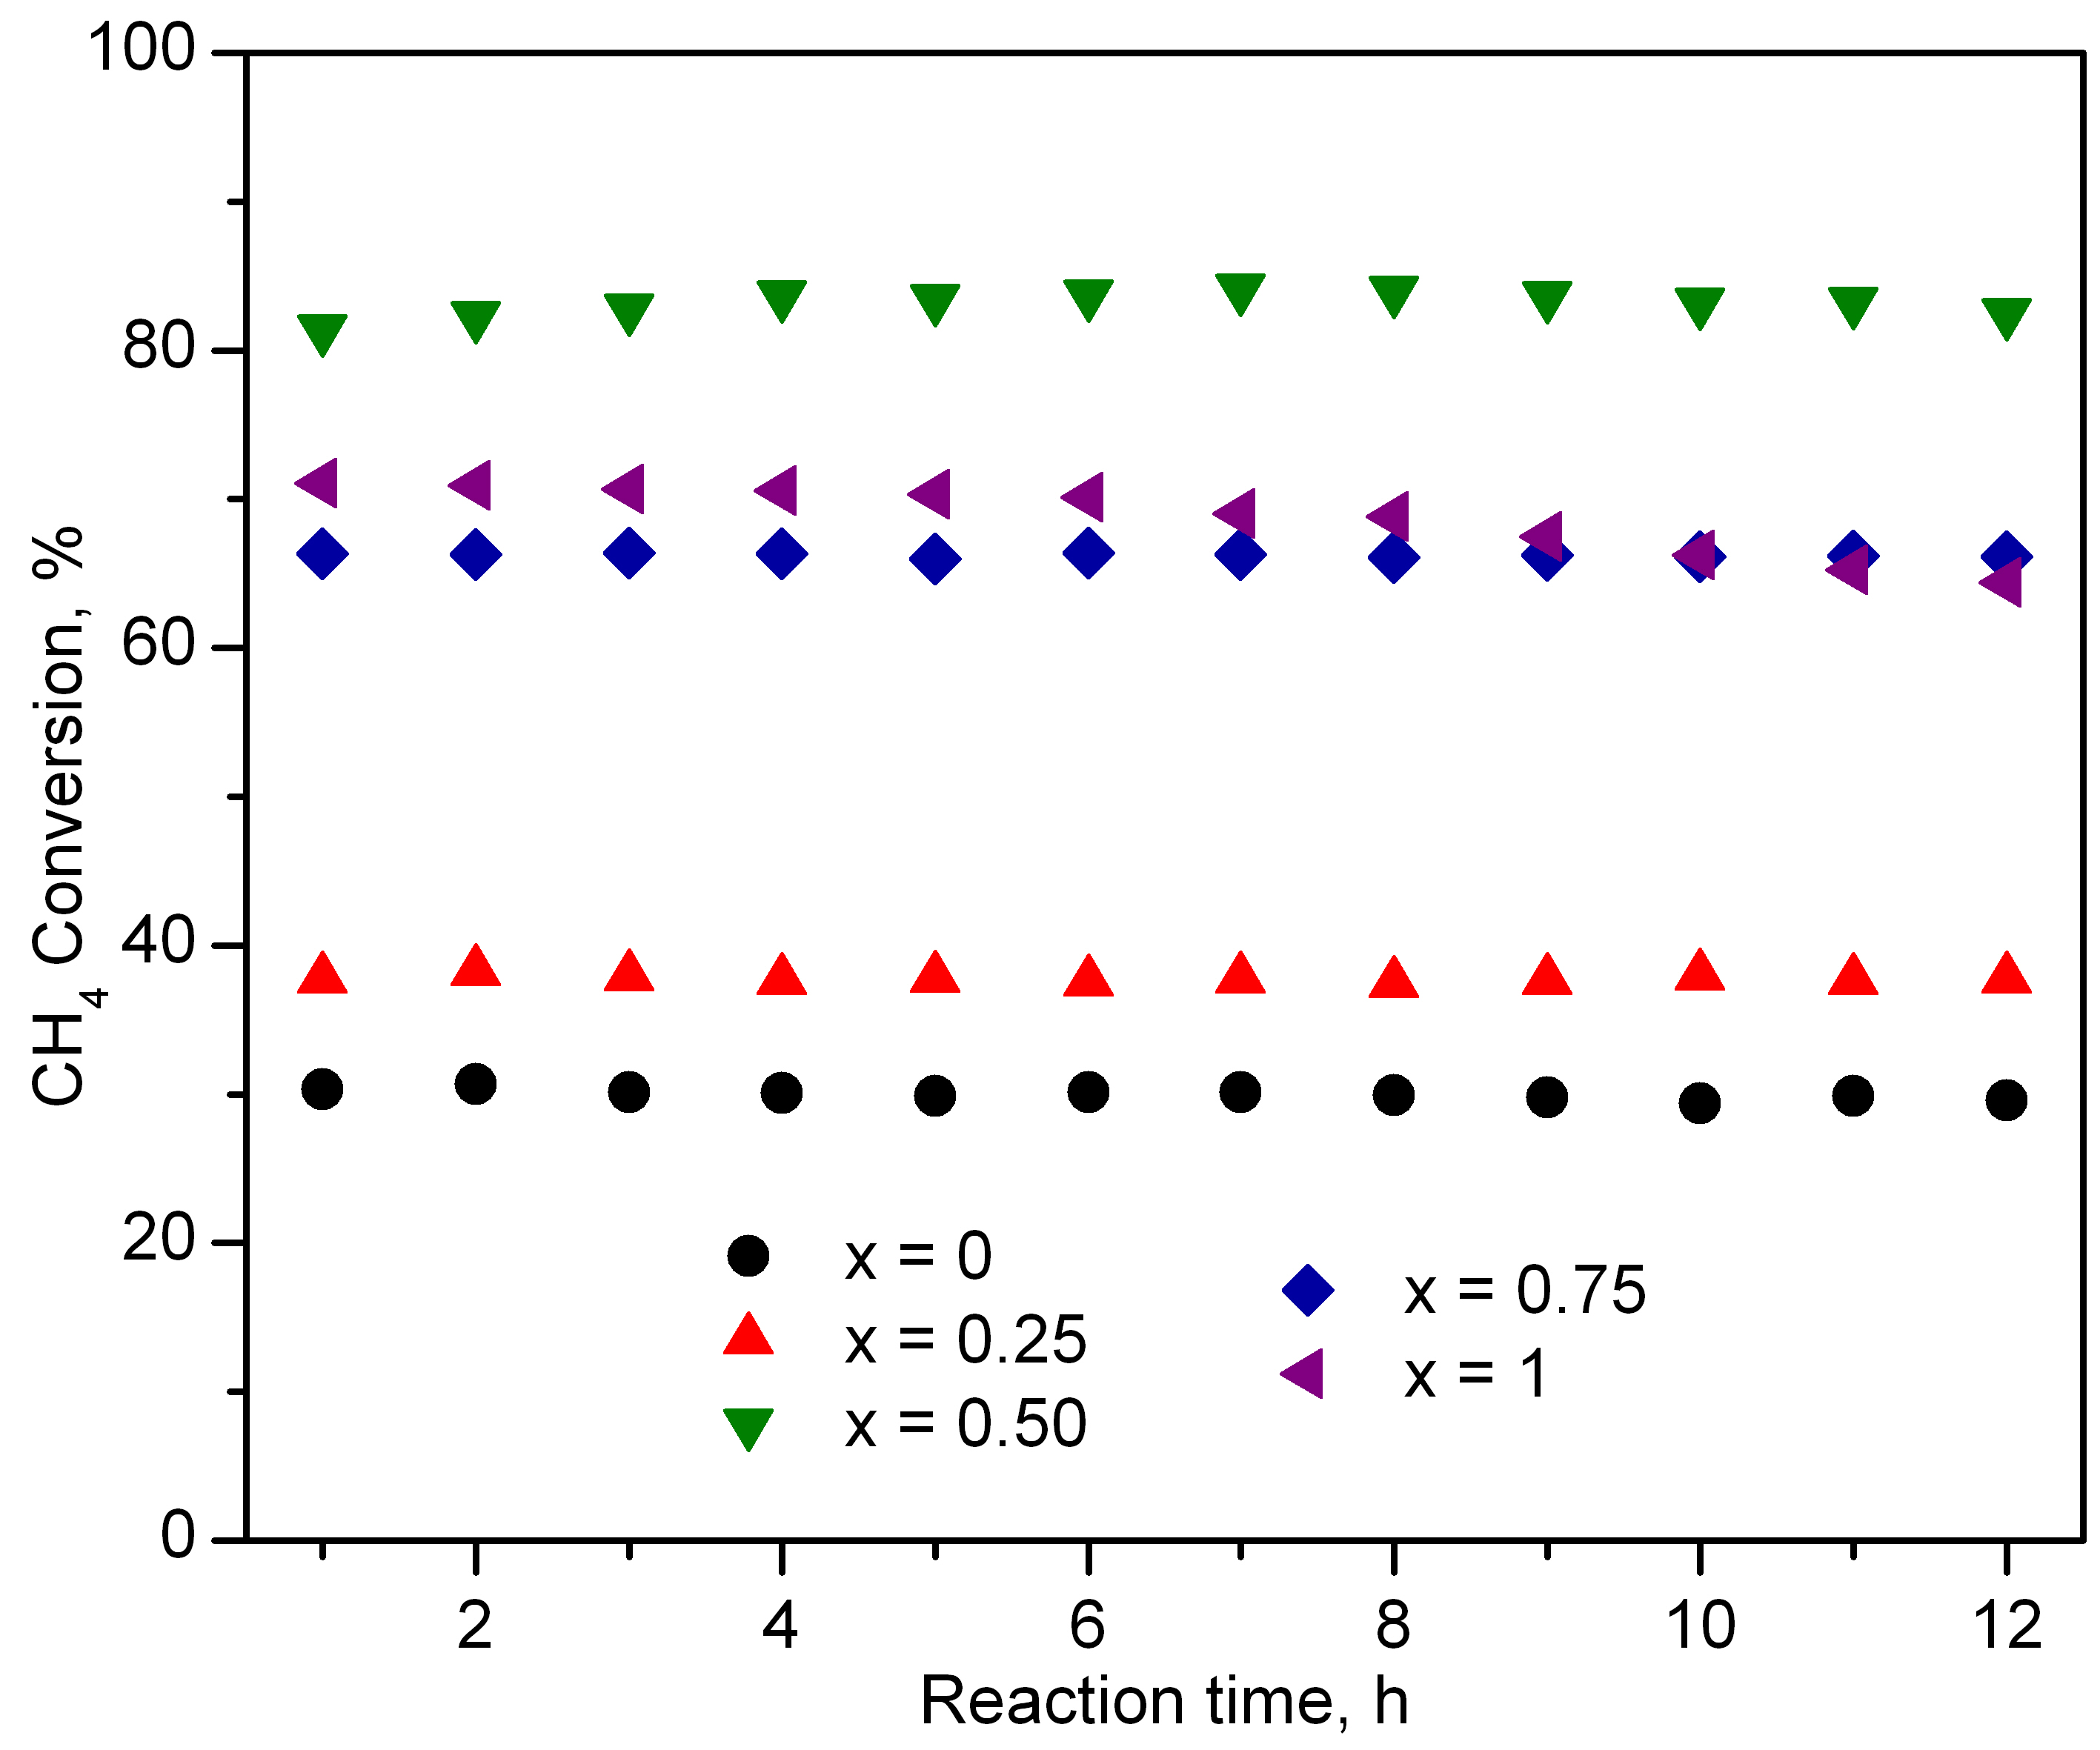 100
80
60
40
20
0
CH4 Conversion, %
x = 0
x = 0.25
x = 0.50
x = 0.75
x = 1
2 4 6 8 10 12
Reaction time, h